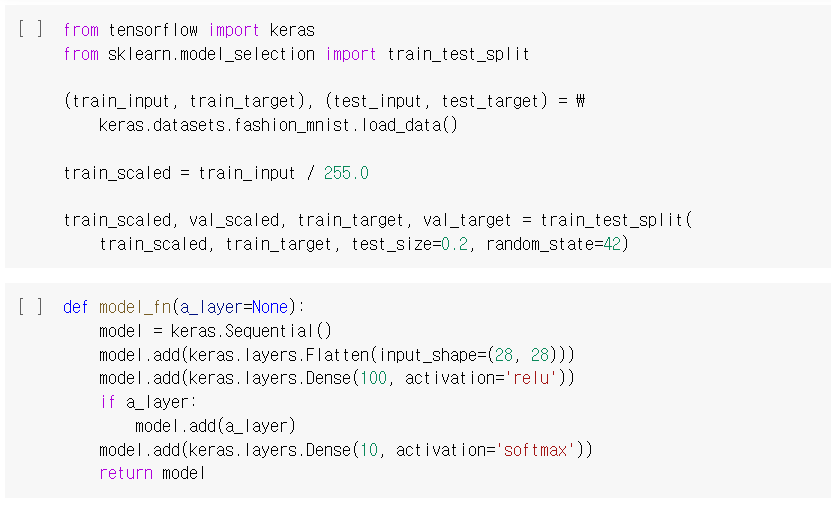 [ ] from tensorflow import keras
from sklearn.model_selection import train_test_split
(train_input, train_target), (test_input, test_target) = ₩
keras.datasets.fashion_mnist.load_data()
train_scaled = train_input / 255.0
train_scaled, val_scaled, train_target, val_target = train_test_split(
train_scaled, train_target, test_size=0.2, random_state=42)
[ ] def model_fn(a_layer=None):
model = keras.Sequential()
model.add(keras.layers.Flatten(input_shape=(28, 28)))
model.add(keras.layers.Dense(100, activation='relu'))
if a_layer:
model.add(a_layer)
model.add(keras.layers.Dense(10, activation='softmax'))
return model